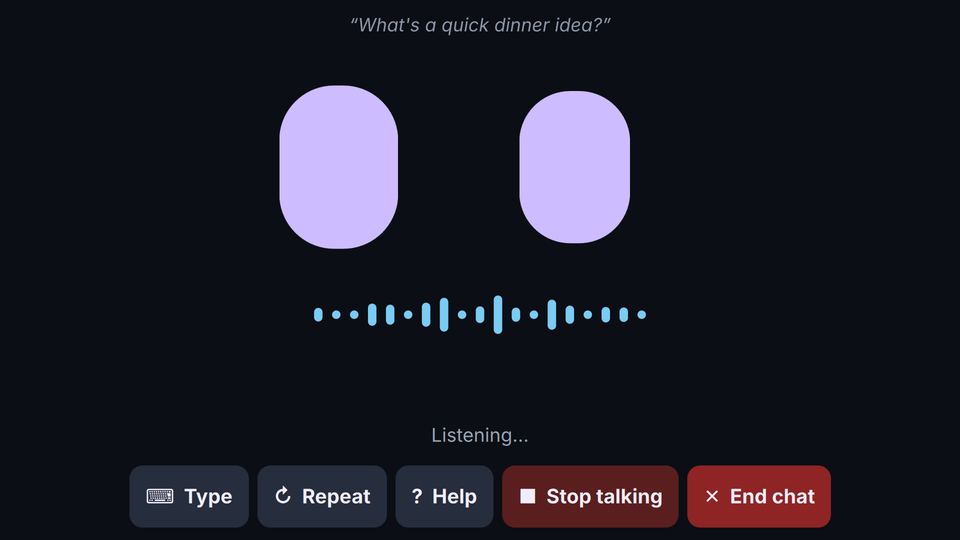 “What's a quick dinner idea?”
Listening...
Type
Repeat
? Help
Stop talking
End chat